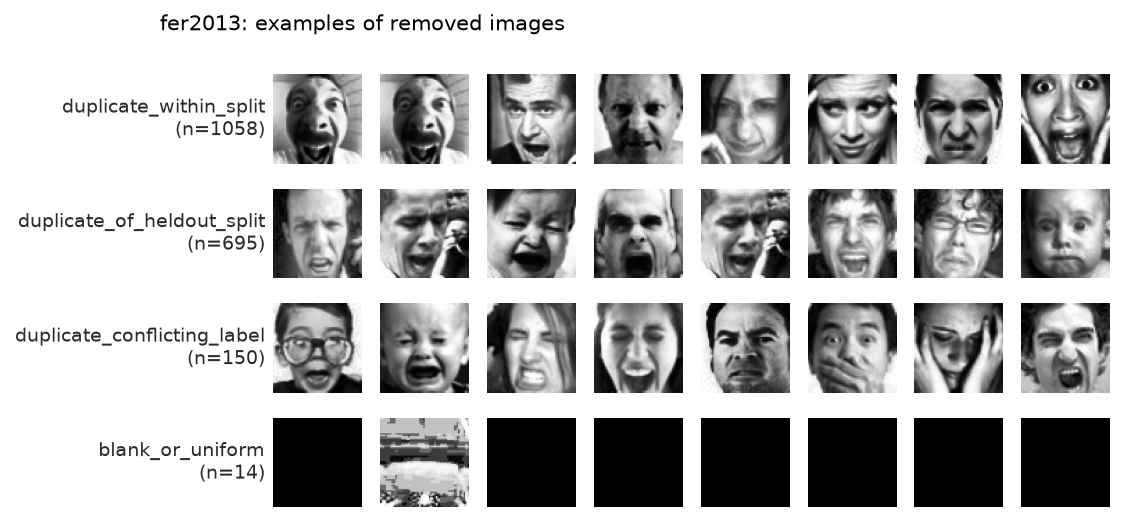 fer2013: examples of removed images
duplicate_within_split
(n=1058)
duplicate_of_heldout_split
(n=695)
duplicate_conflicting_label
(n=150)
blank_or_uniform
(n=14)